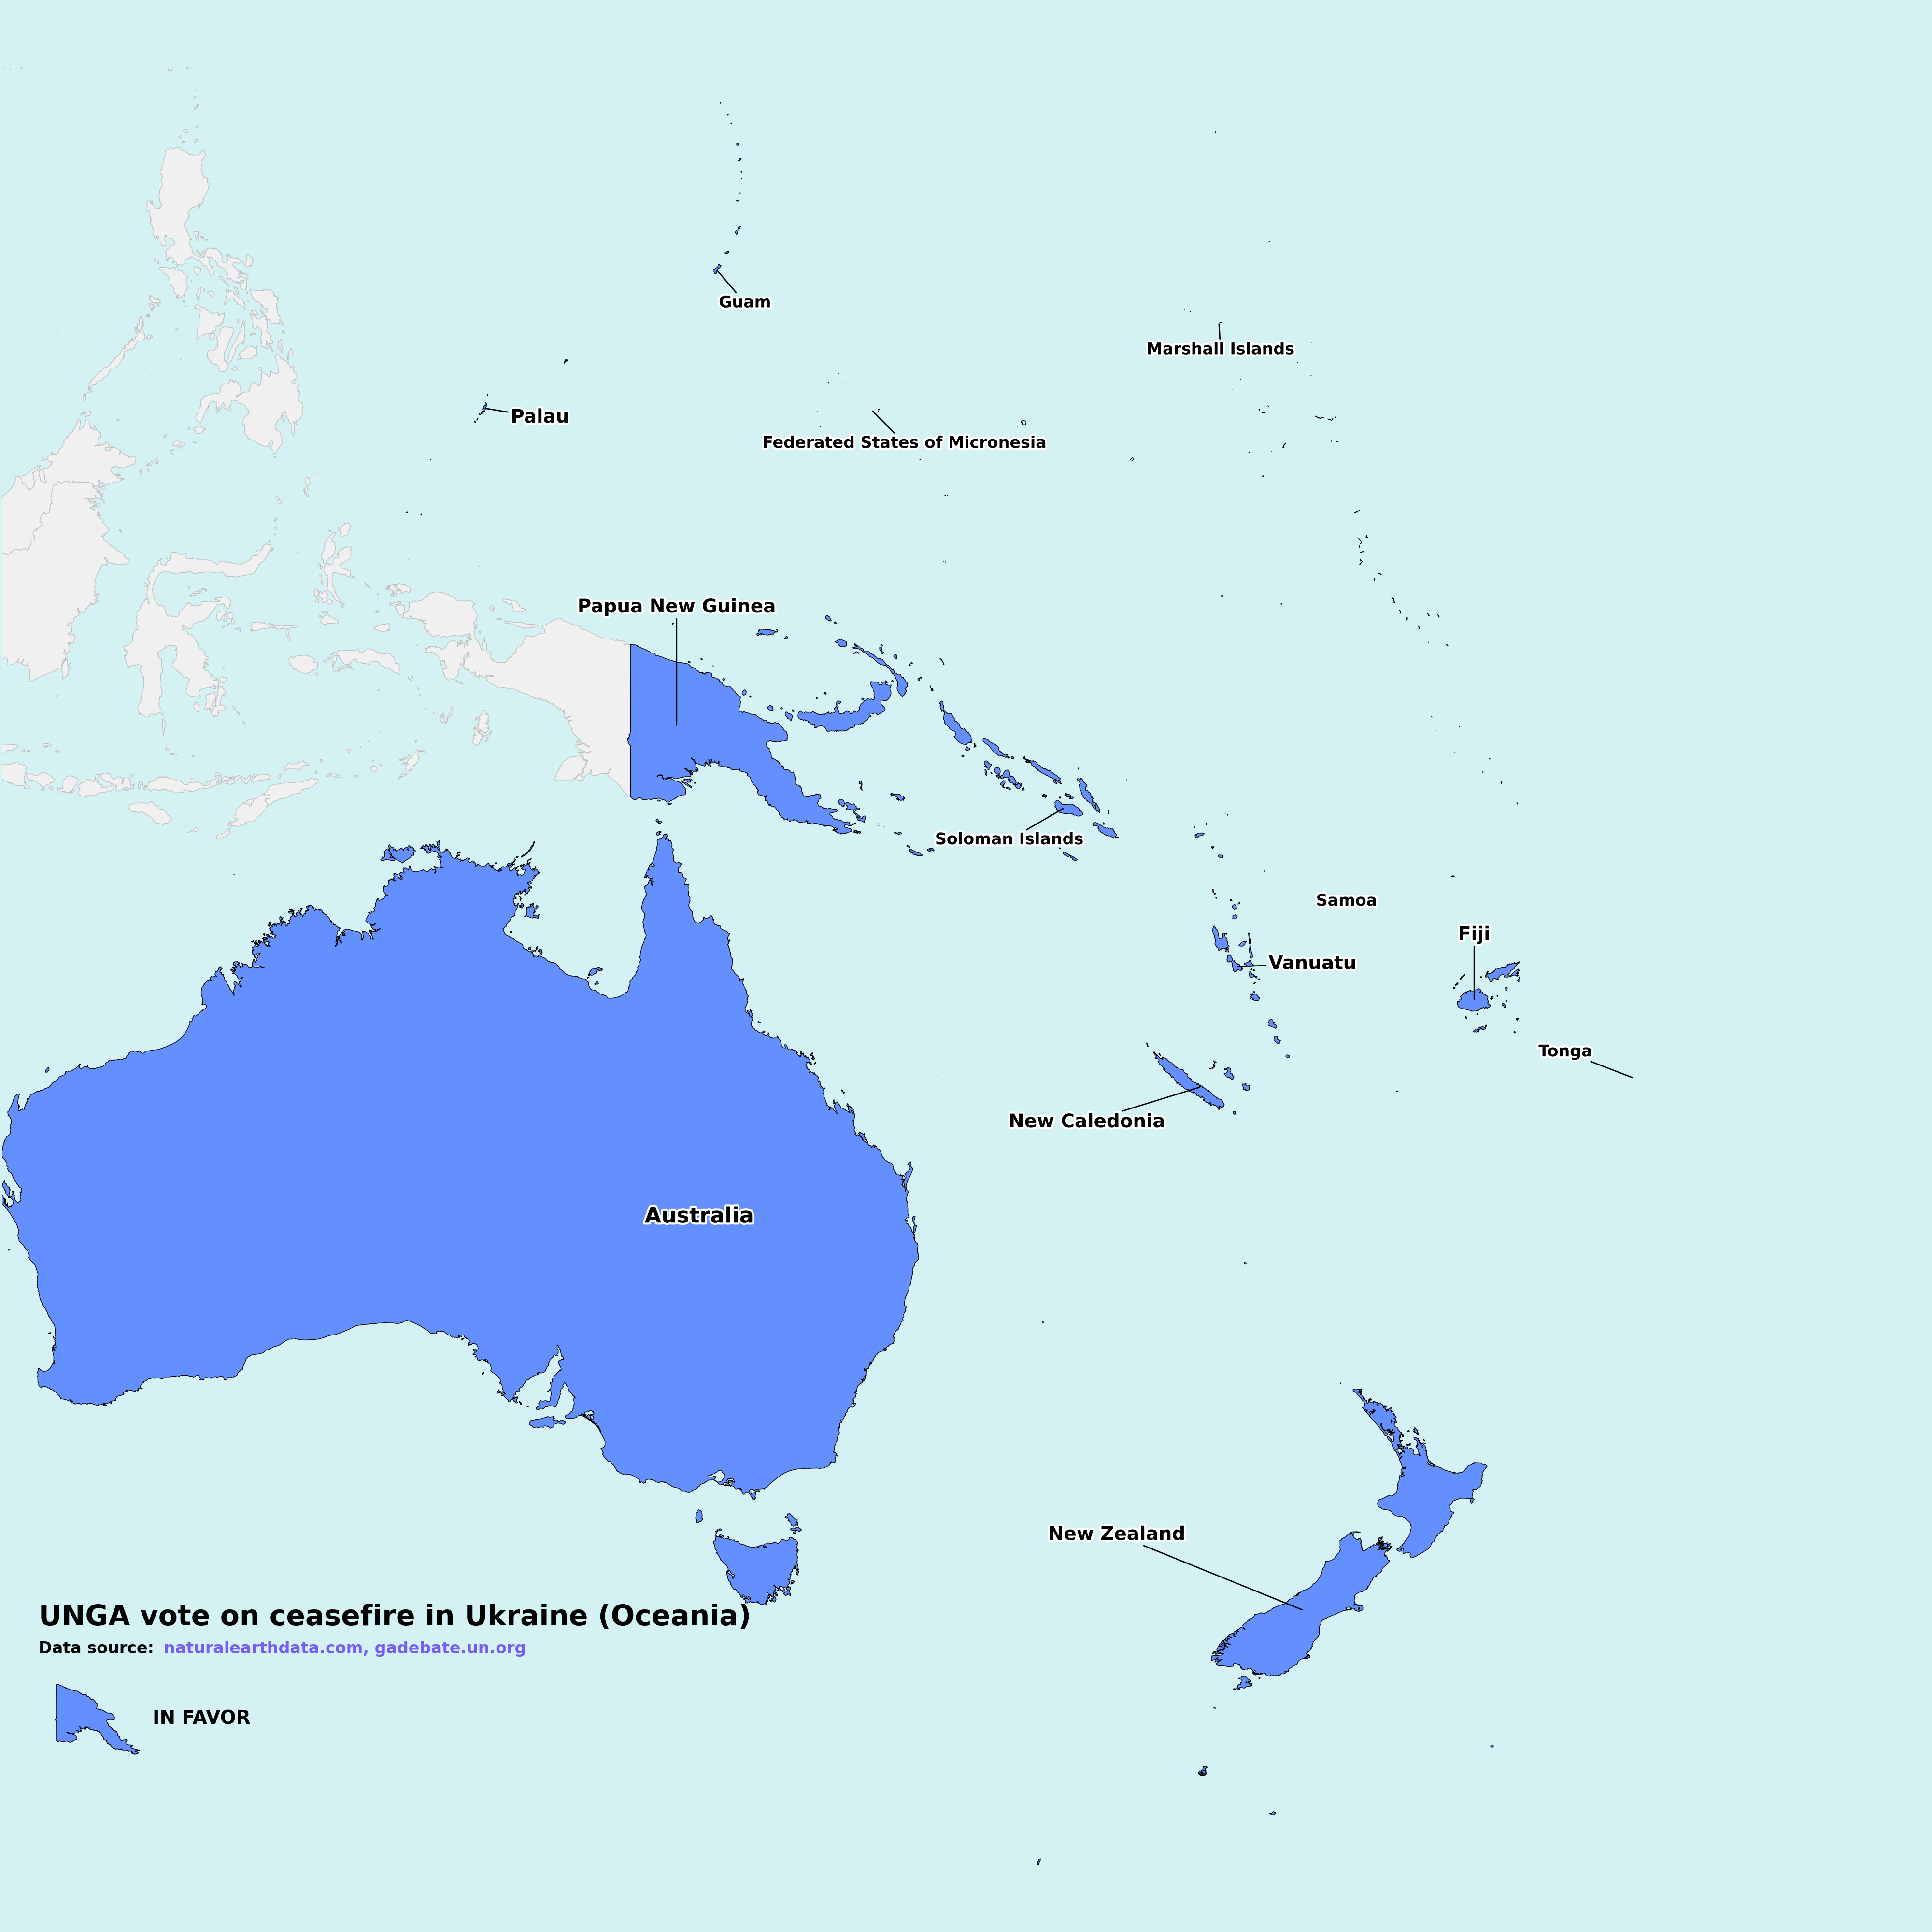 Guam
Marshall Islands
Palau
Federated States of Micronesia
Papua New Guinea
Soloman Islands
Samoa
Fiji
Vanuatu
Tonga
New Caledonia
Australia
New Zealand
UNGA vote on ceasefire in Ukraine (Oceania)
Data source: naturalearthdata.com, gadebate.un.org
IN FAVOR